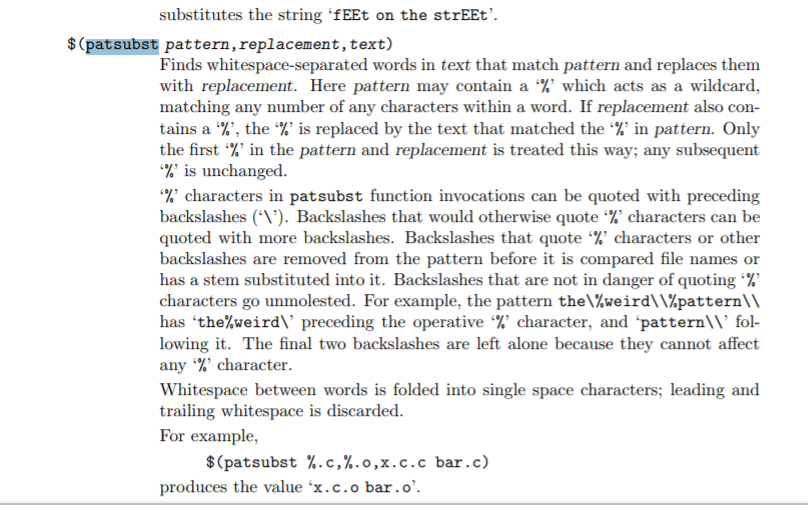 substitutes the string ‘fEEt on the strEEt’.
$(patsubst pattern,replacement,text)
Finds whitespace-separated words in text that match pattern and replaces them
with replacement. Here pattern may contain a ‘%’ which acts as a wildcard,
matching any number of any characters within a word. If replacement also con-
tains a ‘%’, the ‘%’ is replaced by the text that matched the ‘%’ in pattern. Only
the first ‘%’ in the pattern and replacement is treated this way; any subsequent
‘%’ is unchanged.
‘%’ characters in patsubst function invocations can be quoted with preceding
backslashes (‘\’). Backslashes that would otherwise quote ‘%’ characters can be
quoted with more backslashes. Backslashes that quote ‘%’ characters or other
backslashes are removed from the pattern before it is compared file names or
has a stem substituted into it. Backslashes that are not in danger of quoting ‘%’
characters go unmolested. For example, the pattern the\%weird\\%pattern\\
has ‘the%weird\’ preceding the operative ‘%’ character, and ‘pattern\\’ fol-
lowing it. The final two backslashes are left alone because they cannot affect
any ‘%’ character.
Whitespace between words is folded into single space characters; leading and
trailing whitespace is discarded.
For example,
$(patsubst %.c,%.o,x.c.c bar.c)
produces the value ‘x.c.o bar.o’.